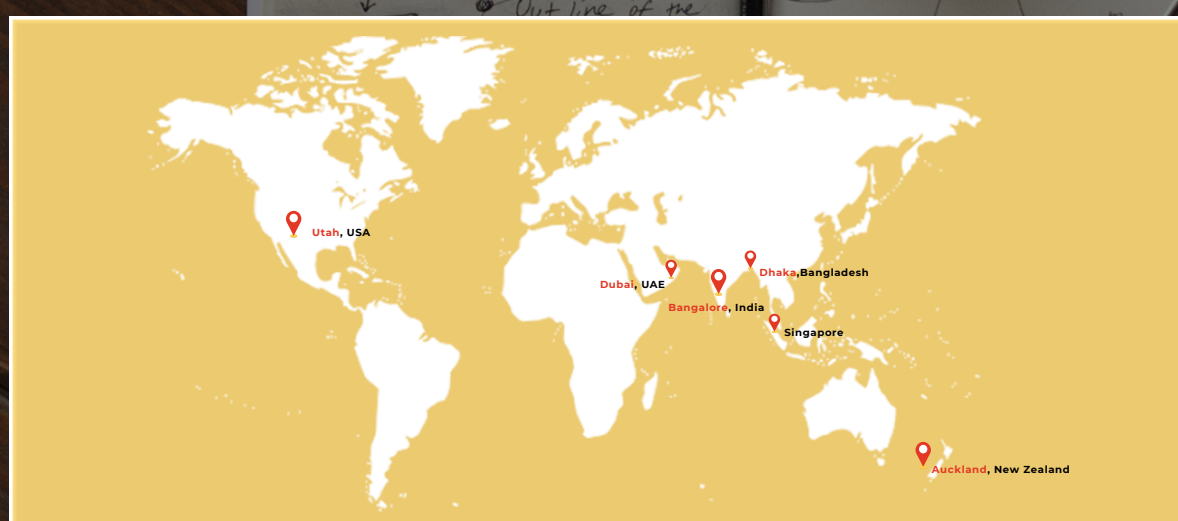 Out line of the
Utah, USA
Dhaka,Bangladesh
Dubai, UAE
Bangalore, India
Singapore
Auckland, New Zealand